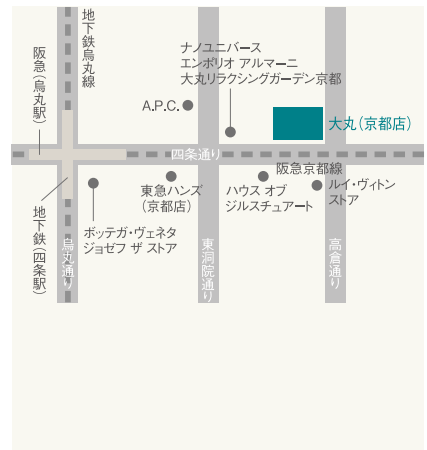 地下鉄烏丸線
阪急(烏丸駅)
ナノユニバース
エンポリオ アルマーニ
大丸リラクシングガーデン京都
A.P.C.
大丸(京都店)
四条通り
阪急京都線
東急ハンズ
(京都店)
ハウス オブ
ジルスチュアート
ルイ・ヴィトン
ストア
地下鉄(四条駅)
ボッテガ・ヴェネタ
ジョゼフ ザ ストア
烏丸通り
東洞院通り
高倉通り